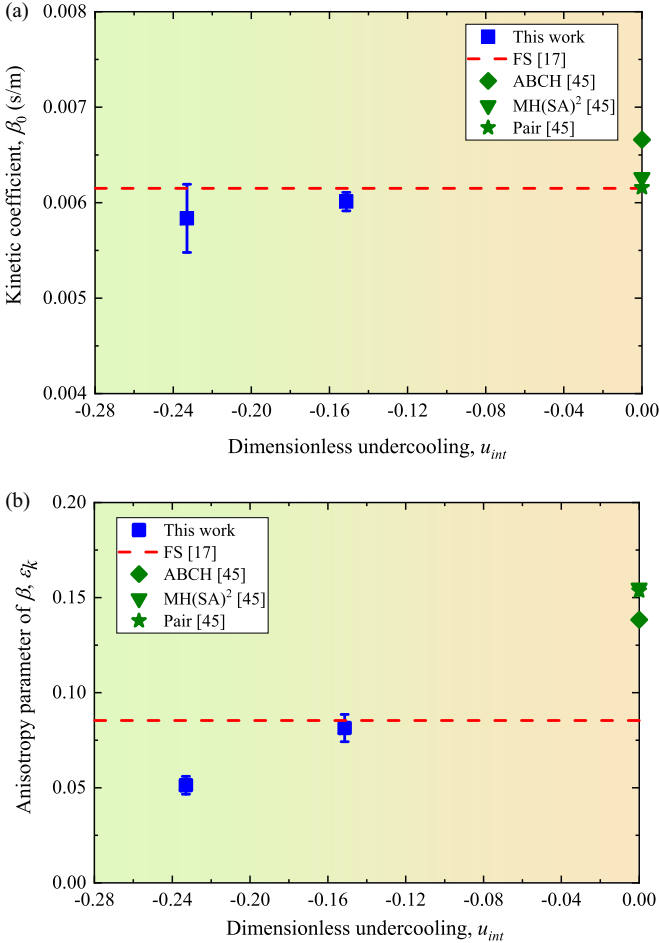 (a)
0.008
0.007
0.006
0.005
0.004
Kinetic coefficient, β0 (s/m)
This work
FS [17]
ABCH [45]
MH(SA)2 [45]
Pair [45]
-0.28
-0.24
-0.20
-0.16
-0.12
-0.08
-0.04
0.00
Dimensionless undercooling, uint
(b)
0.20
0.15
0.10
0.05
0.00
Anisotropy parameter of β, εk
This work
FS [17]
ABCH [45]
MH(SA)2 [45]
Pair [45]
-0.28
-0.24
-0.20
-0.16
-0.12
-0.08
-0.04
0.00
Dimensionless undercooling, uint